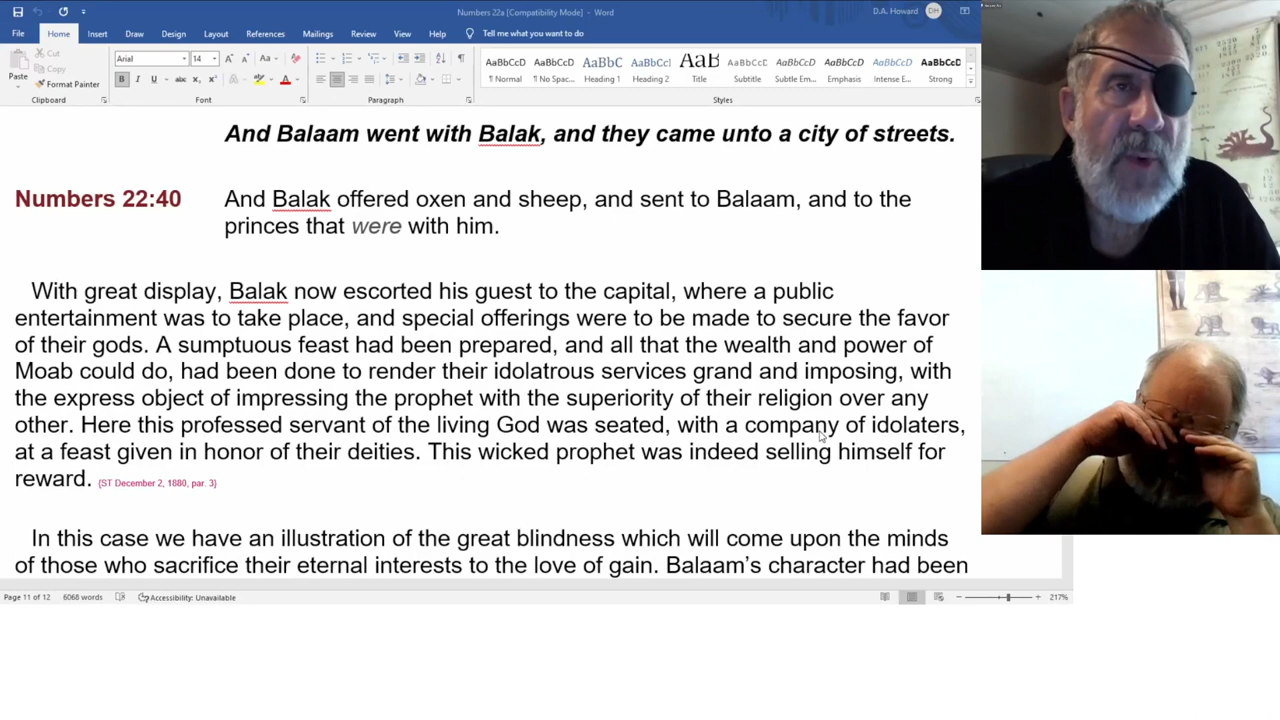 Numbers 22a [Compatibility Mode] - Word
D.A. Howard
DH
File Home Insert Draw Design Layout References Mailings Review View Help Tell me what you want to do
Paste
Cut
Copy
Format Painter
Clipboard
Arial 14
Font
Paragraph
AaBbCcD AaBbCcD AaBbC AaBbCcl AaB AaBbCcD AaBbCcD AaBbCcD AaBbCcD AaBbCcD
¶ Normal ¶ No Spac... Heading 1 Heading 2 Title Subtitle Subtle Em... Emphasis Intense E... Strong
Styles
And Balaam went with Balak, and they came unto a city of streets.
Numbers 22:40 And Balak offered oxen and sheep, and sent to Balaam, and to the
princes that were with him.
With great display, Balak now escorted his guest to the capital, where a public
entertainment was to take place, and special offerings were to be made to secure the favor
of their gods. A sumptuous feast had been prepared, and all that the wealth and power of
Moab could do, had been done to render their idolatrous services grand and imposing, with
the express object of impressing the prophet with the superiority of their religion over any
other. Here this professed servant of the living God was seated, with a company of idolaters,
at a feast given in honor of their deities. This wicked prophet was indeed selling himself for
reward. {ST December 2, 1880, par. 3}
In this case we have an illustration of the great blindness which will come upon the minds
of those who sacrifice their eternal interests to the love of gain. Balaam's character had been
Page 11 of 12 6068 words Accessibility: Unavailable 217%